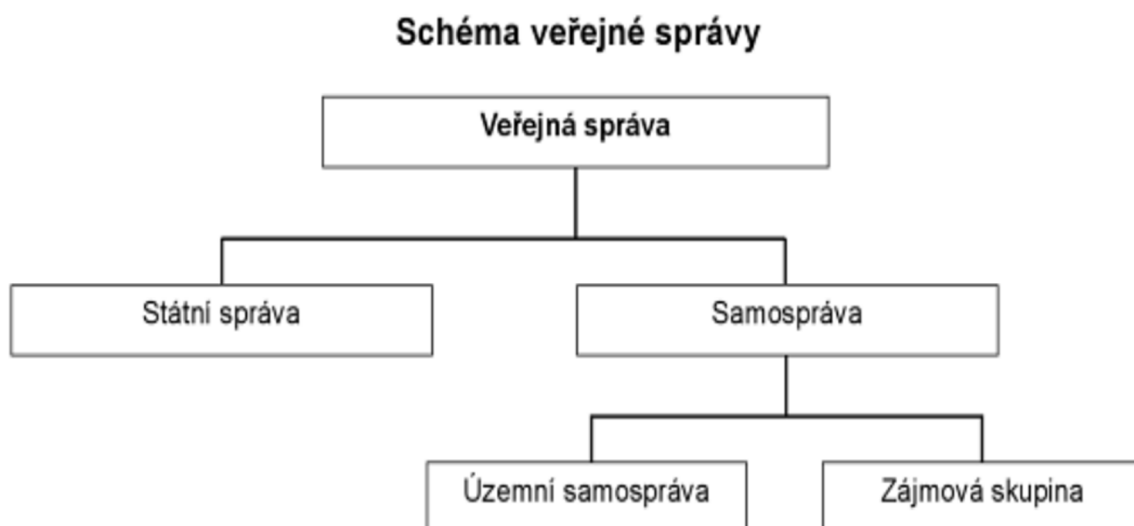 Schéma veřejné správy
Veřejná správa
Státní správa
Samospráva
Územní samospráva
Zájmová skupina